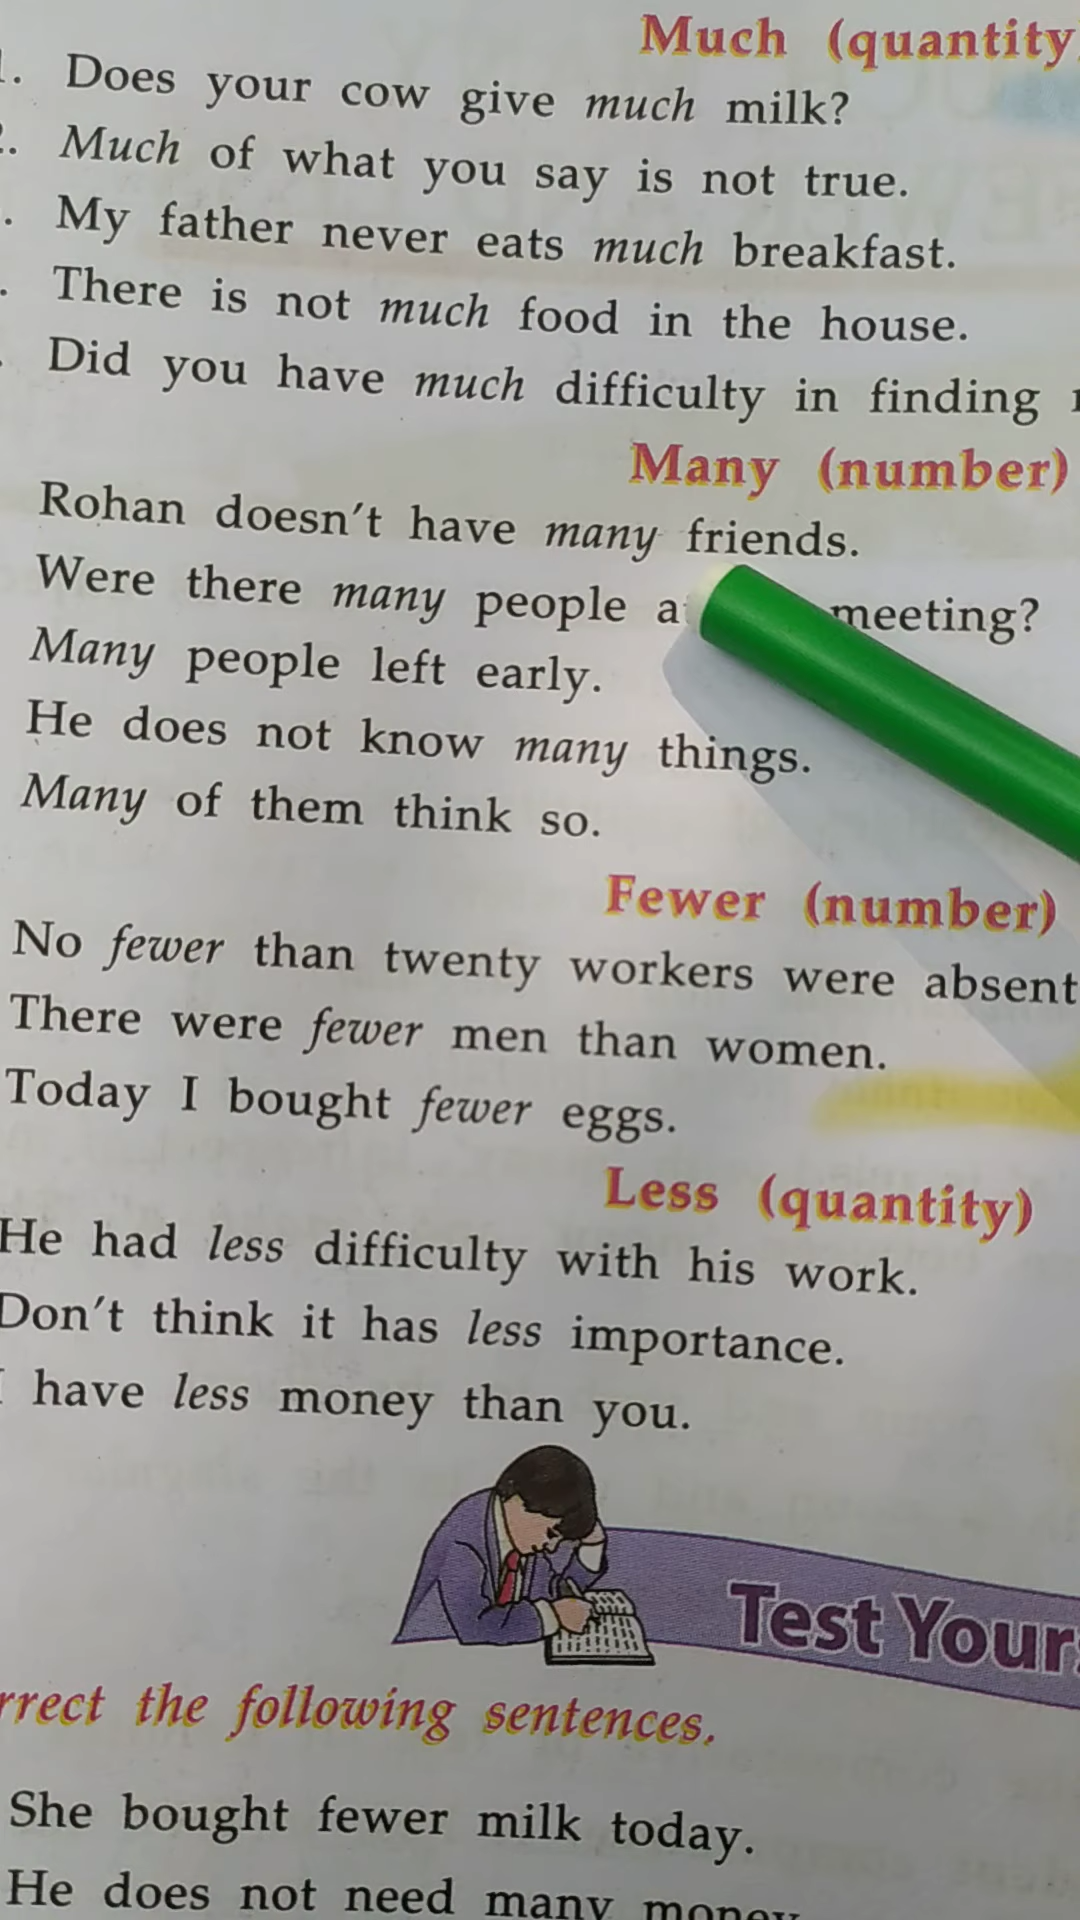 Much (quantity
1. Does your cow give much milk?
2. Much of what you say is not true.
. My father never eats much breakfast.
. There is not much food in the house.
Did you have much difficulty in finding
Many (number)
Rohan doesn't have many friends.
Were there many people meeting?
Many people left early.
He does not know many things.
Many of them think so.
Fewer (number)
No fewer than twenty workers were absent
There were fewer men than women.
Today I bought fewer eggs.
Less (quantity)
He had less difficulty with his work.
Don't think it has less importance.
I have less money than you.
Test Your
rrect the following sentences.
She bought fewer milk today.
He does not need many money